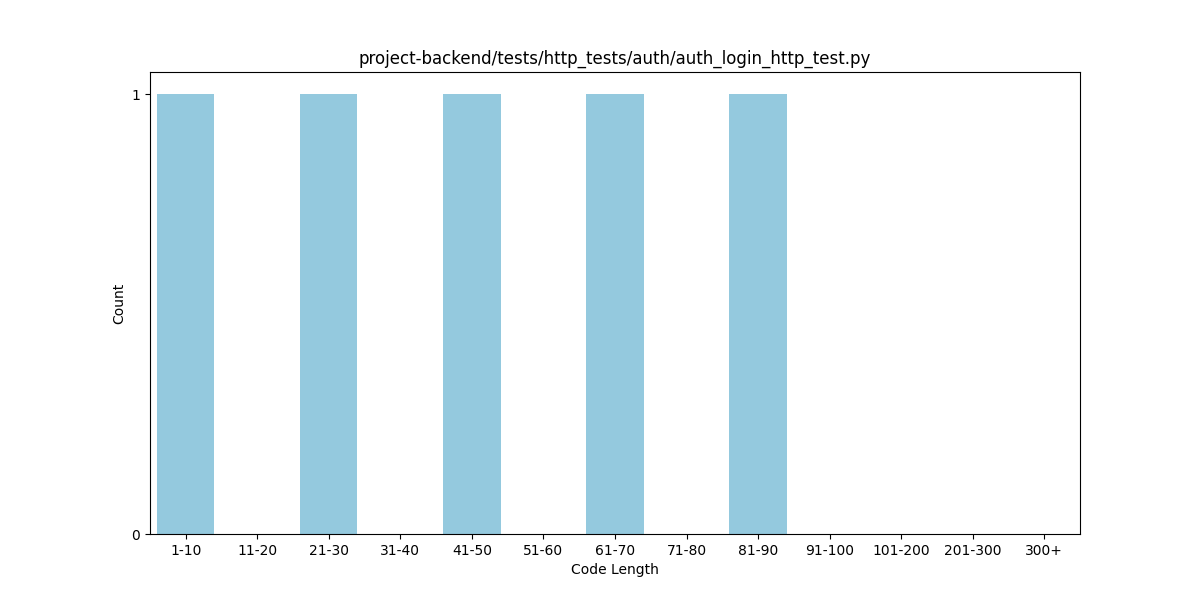 project-backend/tests/http_tests/auth/auth_login_http_test.py
1
0
Count
1-10 11-20 21-30 31-40 41-50 51-60 61-70 71-80 81-90 91-100 101-200 201-300 300+
Code Length